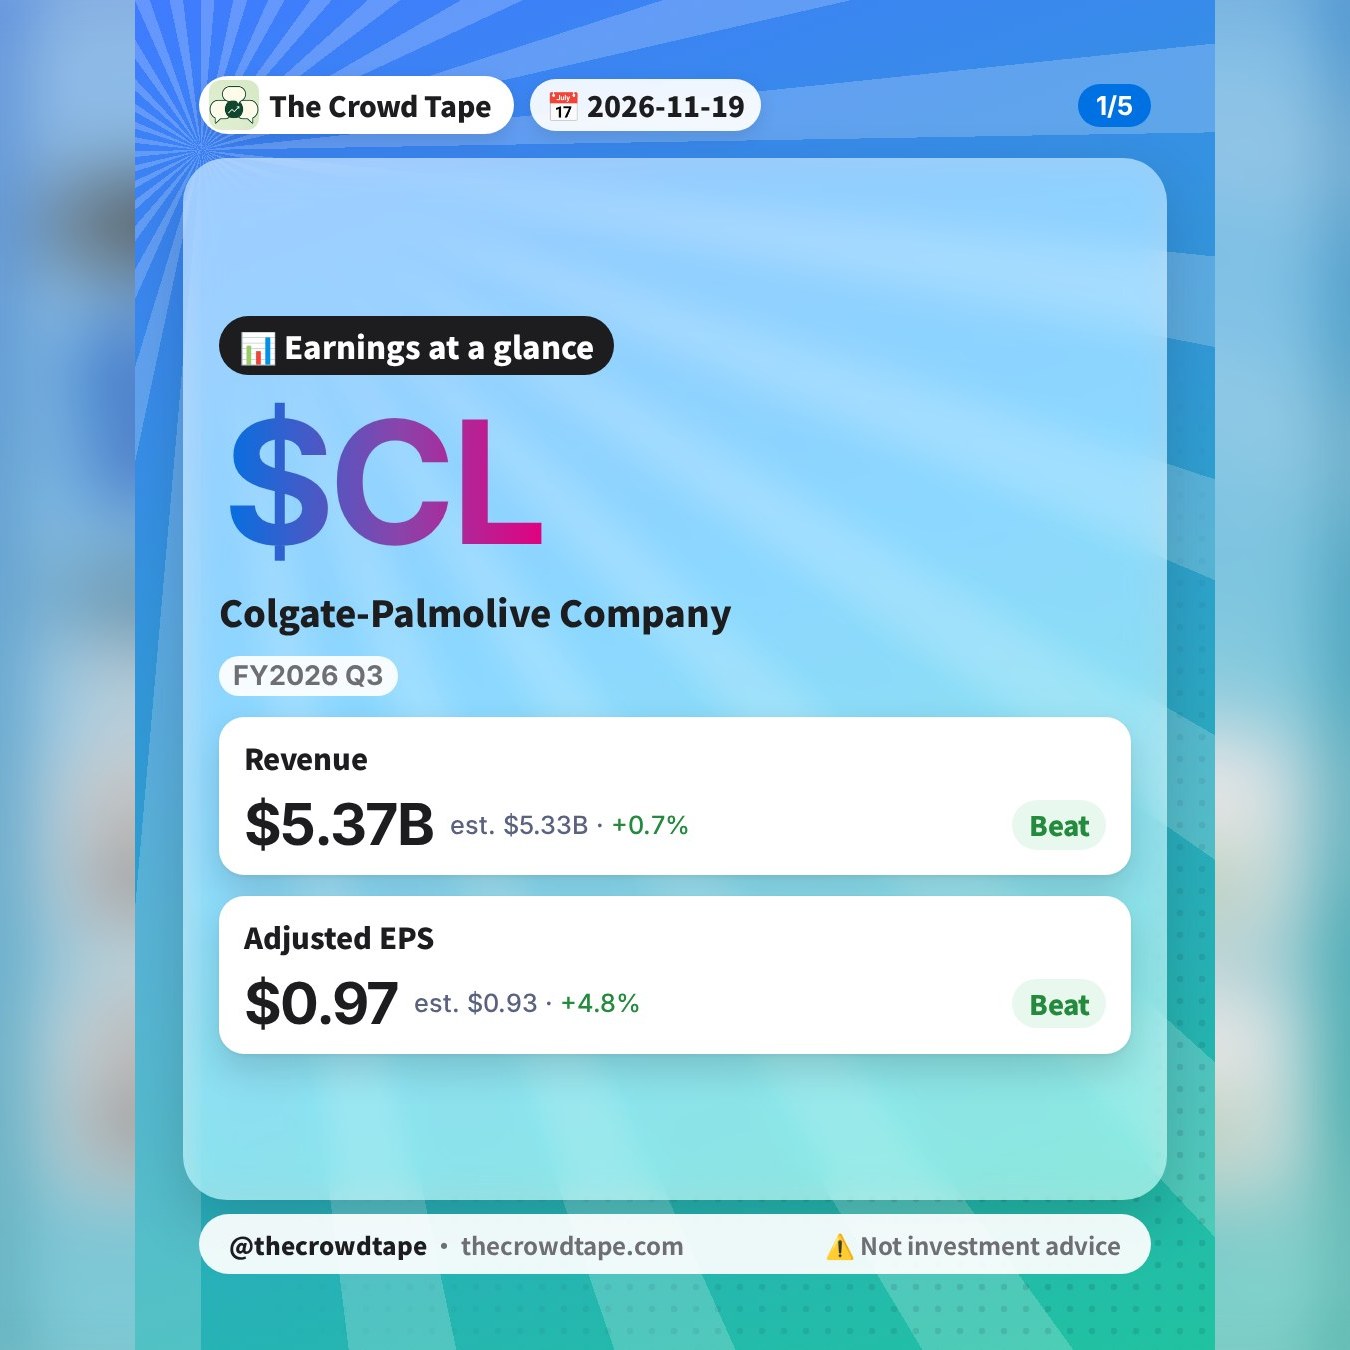 The Crowd Tape
📅 2026-11-19
1/5
📊 Earnings at a glance
$CL
Colgate-Palmolive Company
FY2026 Q3
Revenue
$5.37B est. $5.33B · +0.7%
Beat
Adjusted EPS
$0.97 est. $0.93 · +4.8%
Beat
@thecrowdtape • thecrowdtape.com
⚠️ Not investment advice